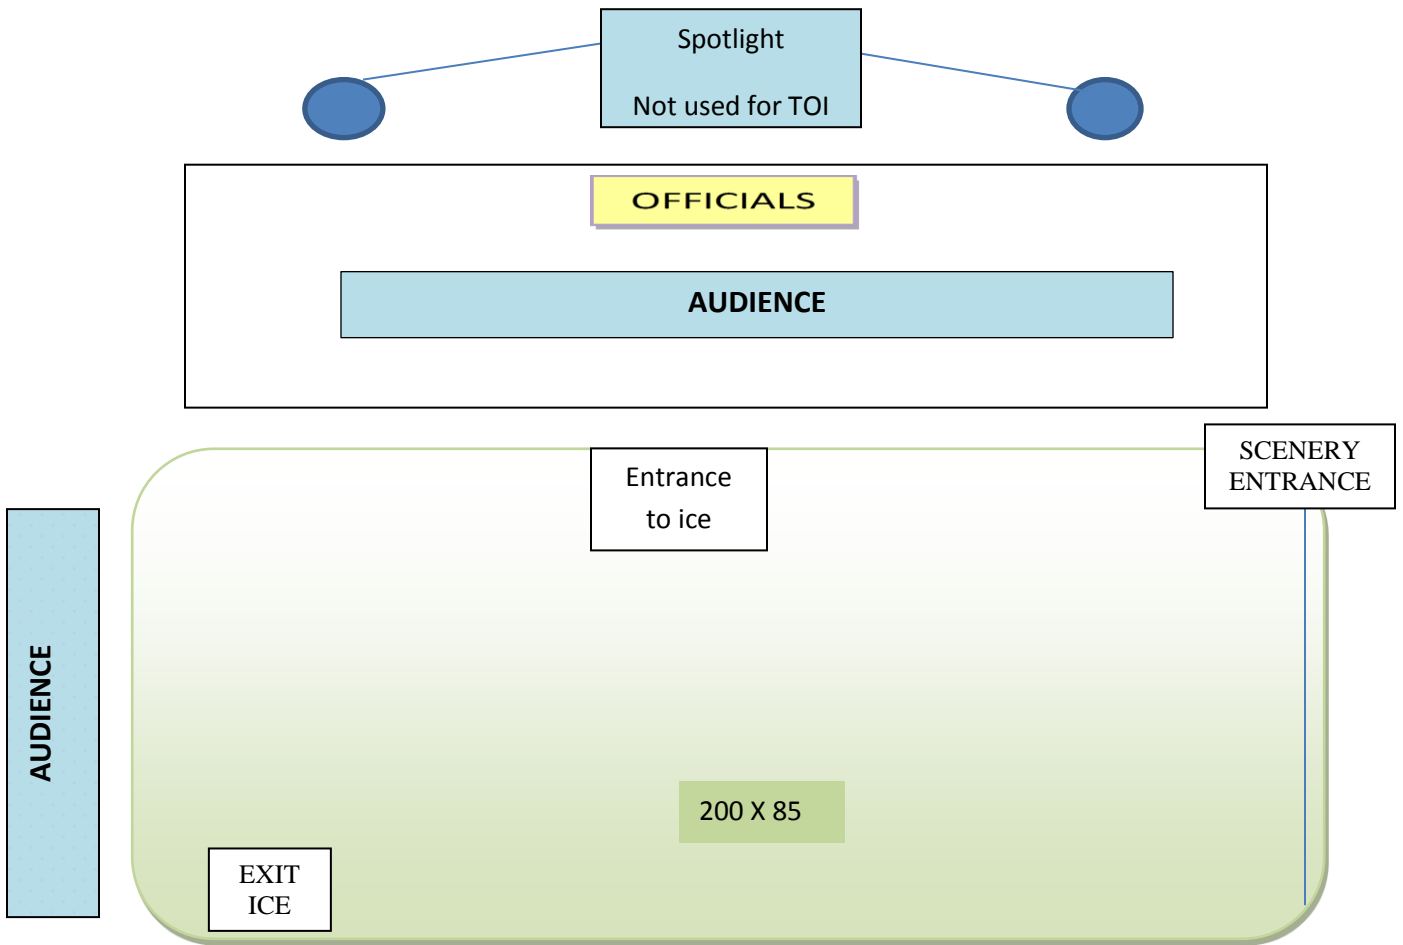 Spotlight
Not used for TOI
OFFICIALS
AUDIENCE
SCENERY
ENTRANCE
Entrance
to ice
AUDIENCE
200 X 85
EXIT
ICE